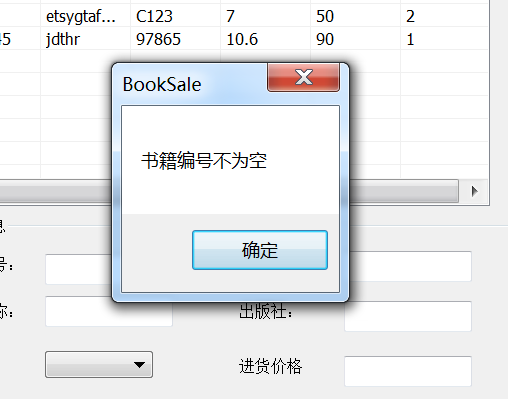 etsygtaf... C123 7 50 2
45 jdthr 97865 10.6 90 1
BookSale
书籍编号不为空
确定
息
号：
称： 出版社：
进货价格